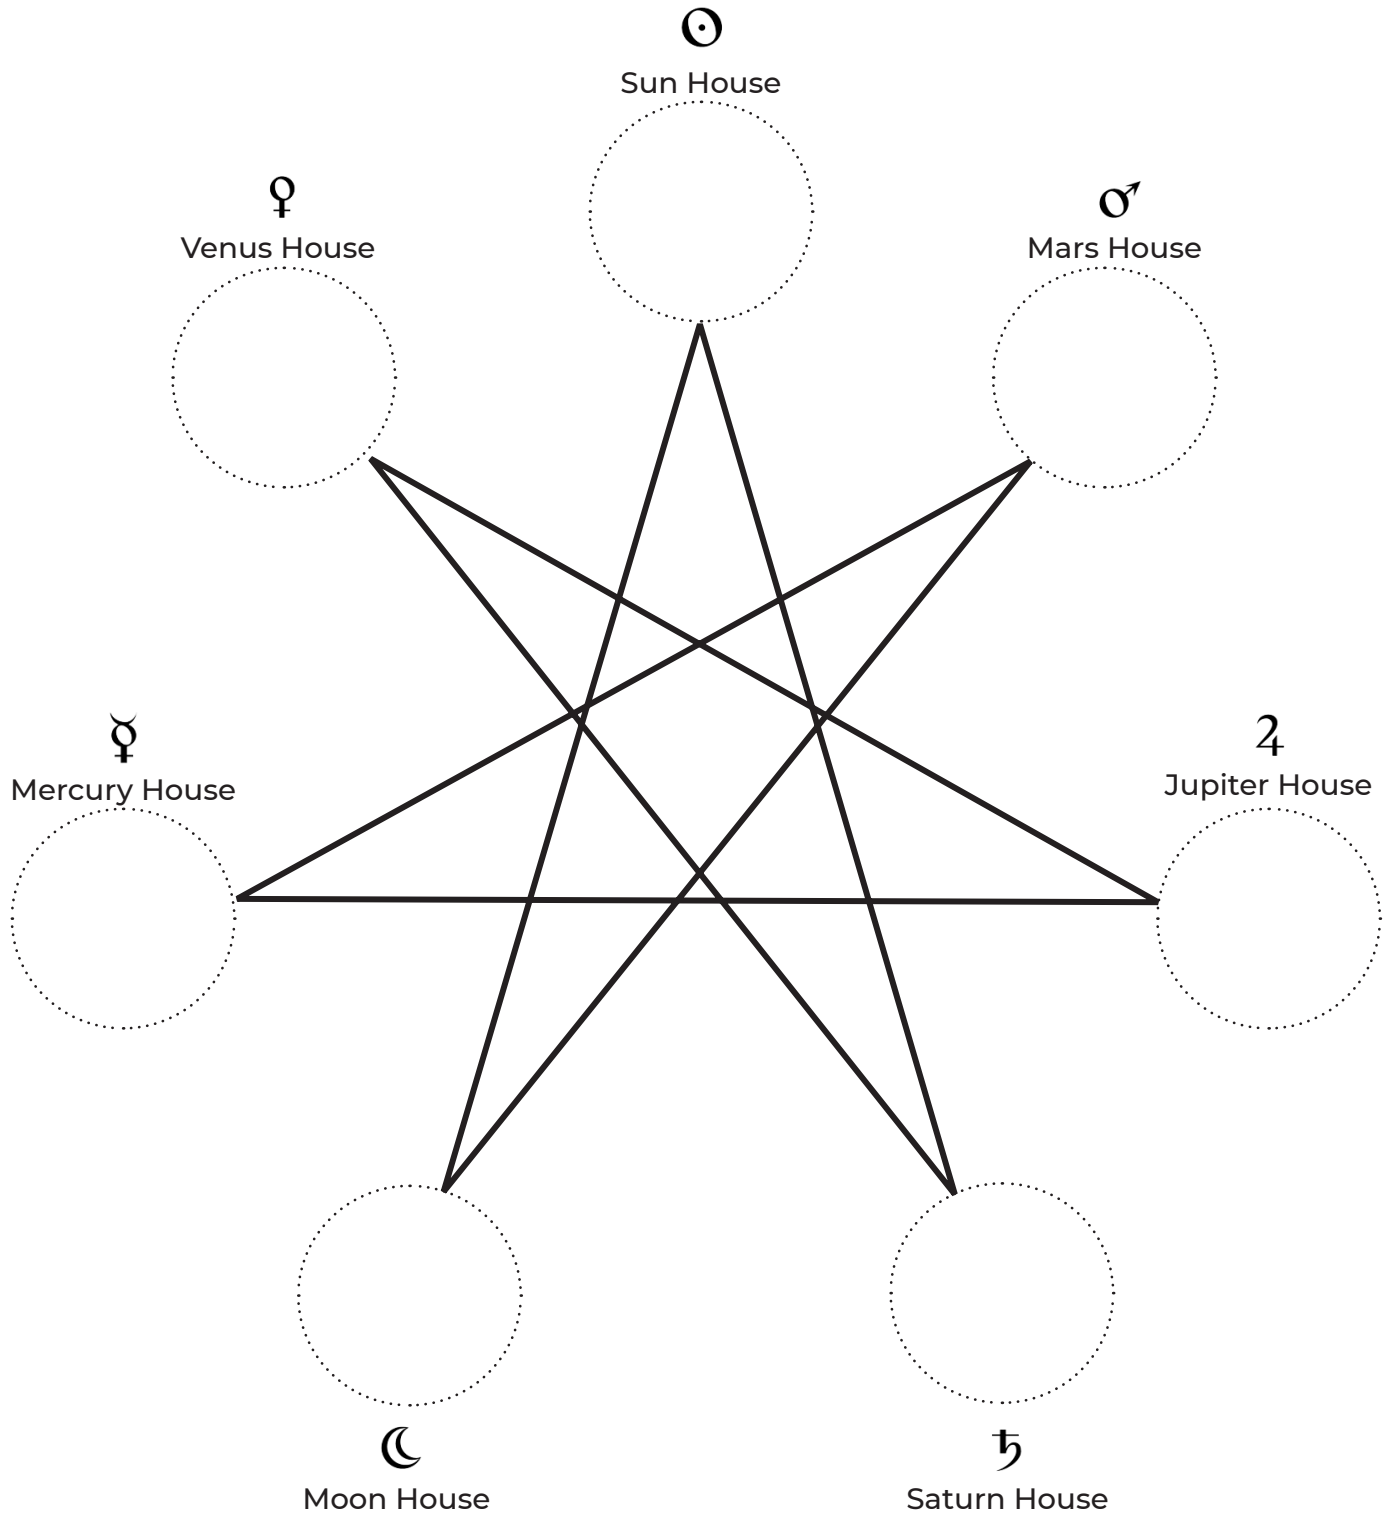 ☉
Sun House
♀
Venus House
♂
Mars House
☿
Mercury House
♃
Jupiter House
☾
Moon House
♄
Saturn House